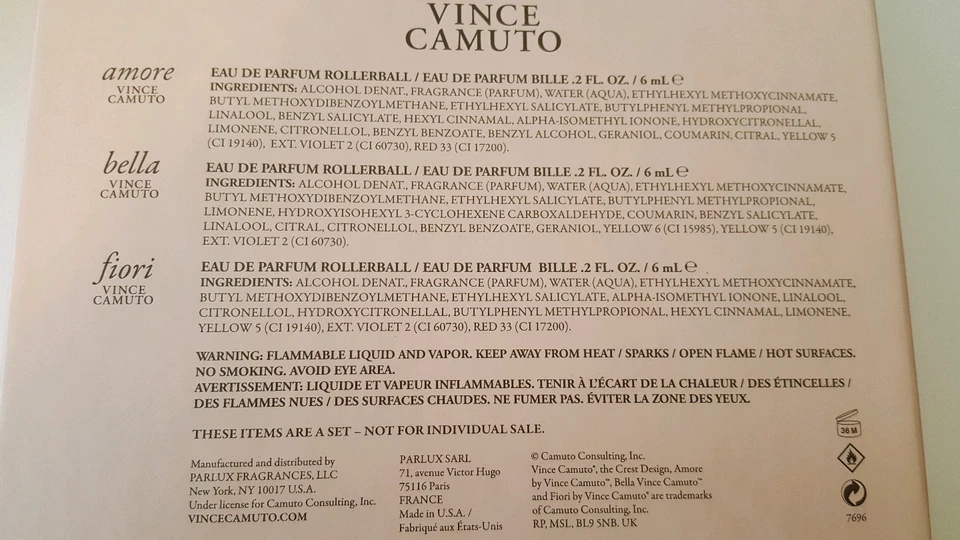 VINCE
CAMUTO
amore
VINCE
CAMUTO
EAU DE PARFUM ROLLERBALL / EAU DE PARFUM BILLE .2 FL. OZ. / 6 mL ℮
INGREDIENTS: ALCOHOL DENAT., FRAGRANCE (PARFUM), WATER (AQUA), ETHYLHEXYL METHOXYCINNAMATE,
BUTYL METHOXYDIBENZOYLMETHANE, ETHYLHEXYL SALICYLATE, BUTYLPHENYL METHYLPROPIONAL,
LINALOOL, BENZYL SALICYLATE, HEXYL CINNAMAL, ALPHA-ISOMETHYL IONONE, HYDROXYCITRONELLAL,
LIMONENE, CITRONELLOL, BENZYL BENZOATE, BENZYL ALCOHOL, GERANIOL, COUMARIN, CITRAL, YELLOW 5
(CI 19140), EXT. VIOLET 2 (CI 60730), RED 33 (CI 17200).
bella
VINCE
CAMUTO
EAU DE PARFUM ROLLERBALL / EAU DE PARFUM BILLE .2 FL. OZ. / 6 mL ℮
INGREDIENTS: ALCOHOL DENAT., FRAGRANCE (PARFUM), WATER (AQUA), ETHYLHEXYL METHOXYCINNAMATE,
BUTYL METHOXYDIBENZOYLMETHANE, ETHYLHEXYL SALICYLATE, BUTYLPHENYL METHYLPROPIONAL,
LIMONENE, HYDROXYISOHEXYL 3-CYCLOHEXENE CARBOXALDEHYDE, COUMARIN, BENZYL SALICYLATE,
LINALOOL, CITRAL, CITRONELLOL, BENZYL BENZOATE, GERANIOL, YELLOW 6 (CI 15985), YELLOW 5 (CI 19140),
EXT. VIOLET 2 (CI 60730).
fiori
VINCE
CAMUTO
EAU DE PARFUM ROLLERBALL / EAU DE PARFUM BILLE .2 FL. OZ. / 6 mL ℮
INGREDIENTS: ALCOHOL DENAT., FRAGRANCE (PARFUM), WATER (AQUA), ETHYLHEXYL METHOXYCINNAMATE,
BUTYL METHOXYDIBENZOYLMETHANE, ETHYLHEXYL SALICYLATE, ALPHA-ISOMETHYL IONONE, LINALOOL,
CITRONELLOL, HYDROXYCITRONELLAL, BUTYLPHENYL METHYLPROPIONAL, HEXYL CINNAMAL, LIMONENE,
YELLOW 5 (CI 19140), EXT. VIOLET 2 (CI 60730), RED 33 (CI 17200).
WARNING: FLAMMABLE LIQUID AND VAPOR. KEEP AWAY FROM HEAT / SPARKS / OPEN FLAME / HOT SURFACES.
NO SMOKING. AVOID EYE AREA.
AVERTISSEMENT: LIQUIDE ET VAPEUR INFLAMMABLES. TENIR À L'ÉCART DE LA CHALEUR / DES ÉTINCELLES /
DES FLAMMES NUES / DES SURFACES CHAUDES. NE FUMER PAS. ÉVITER LA ZONE DES YEUX.
THESE ITEMS ARE A SET – NOT FOR INDIVIDUAL SALE.
Manufactured and distributed by
PARLUX FRAGRANCES, LLC
New York, NY 10017 U.S.A.
Under license for Camuto Consulting, Inc.
VINCECAMUTO.COM
PARLUX SARL
71, avenue Victor Hugo
75116 Paris
FRANCE
Made in U.S.A. /
Fabriqué aux États-Unis
© Camuto Consulting, Inc.
Vince Camuto®, the Crest Design, Amore
by Vince Camuto™, Bella Vince Camuto™
and Fiori by Vince Camuto® are trademarks
of Camuto Consulting, Inc.
RP, MSL, BL9 5NB. UK
36 M
7696